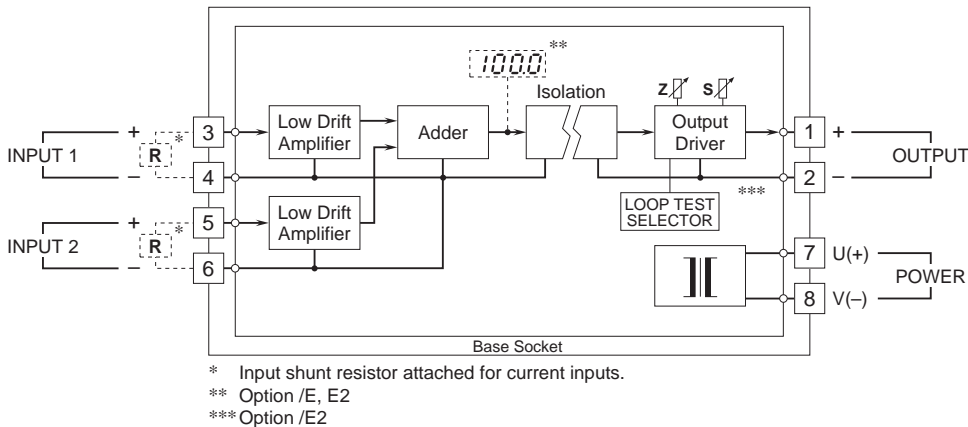 **
100.0
Isolation
Z
S
3
+
*
R
INPUT 1
–
4
Low Drift
Amplifier
Adder
Output
Driver
1
+
OUTPUT
–
2
***
LOOP TEST
SELECTOR
5
+
*
R
INPUT 2
–
6
Low Drift
Amplifier
7
U(+)
POWER
8
V(–)
Base Socket
* Input shunt resistor attached for current inputs.
** Option /E, E2
*** Option /E2